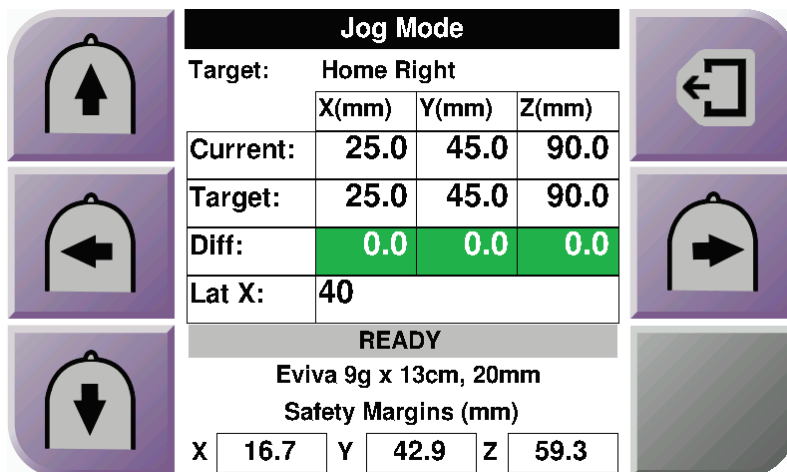 Jog Mode
Target: Home Right
X(mm) Y(mm) Z(mm)
Current: 25.0 45.0 90.0
Target: 25.0 45.0 90.0
Diff: 0.0 0.0 0.0
Lat X: 40
READY
Eviva 9g x 13cm, 20mm
Safety Margins (mm)
X 16.7 Y 42.9 Z 59.3